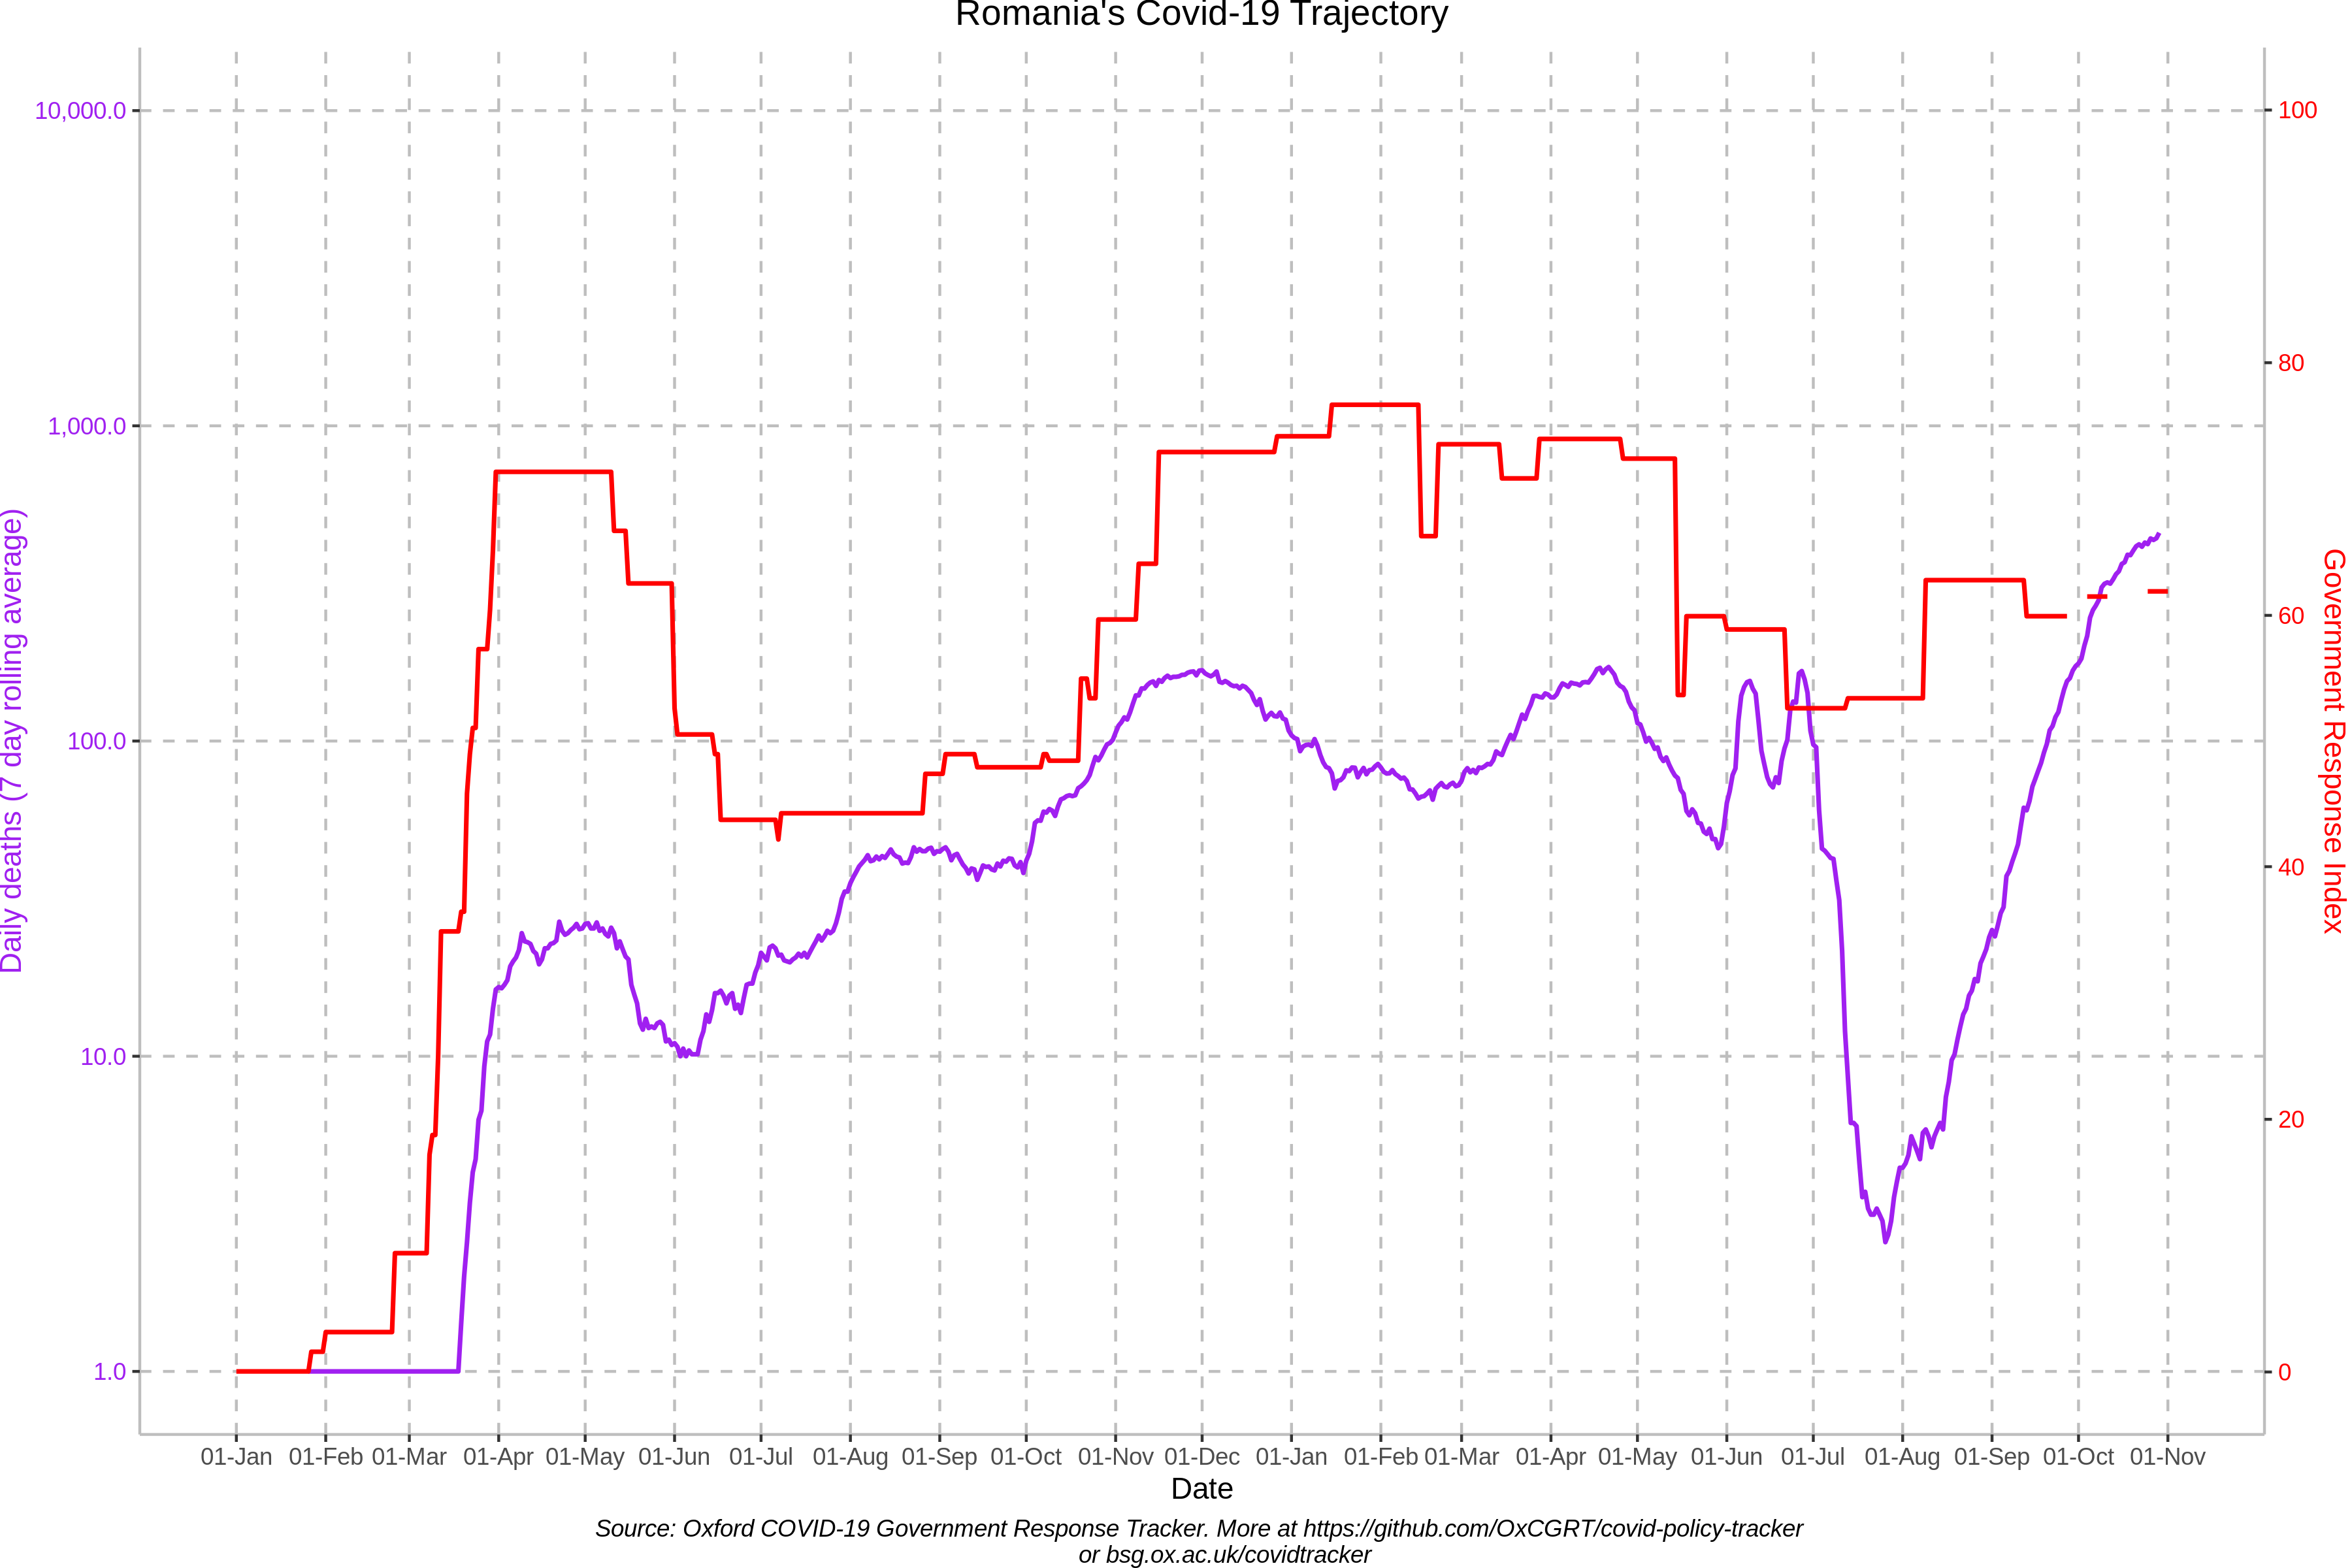 Romania's Covid-19 Trajectory
10,000.0
1,000.0
100.0
10.0
1.0
Daily deaths (7 day rolling average)
100
80
60
40
20
0
Government Response Index
01-Jan 01-Feb 01-Mar 01-Apr 01-May 01-Jun 01-Jul 01-Aug 01-Sep 01-Oct 01-Nov 01-Dec 01-Jan 01-Feb 01-Mar 01-Apr 01-May 01-Jun 01-Jul 01-Aug 01-Sep 01-Oct 01-Nov
Date
Source: Oxford COVID-19 Government Response Tracker. More at https://github.com/OxCGRT/covid-policy-tracker
or bsg.ox.ac.uk/covidtracker